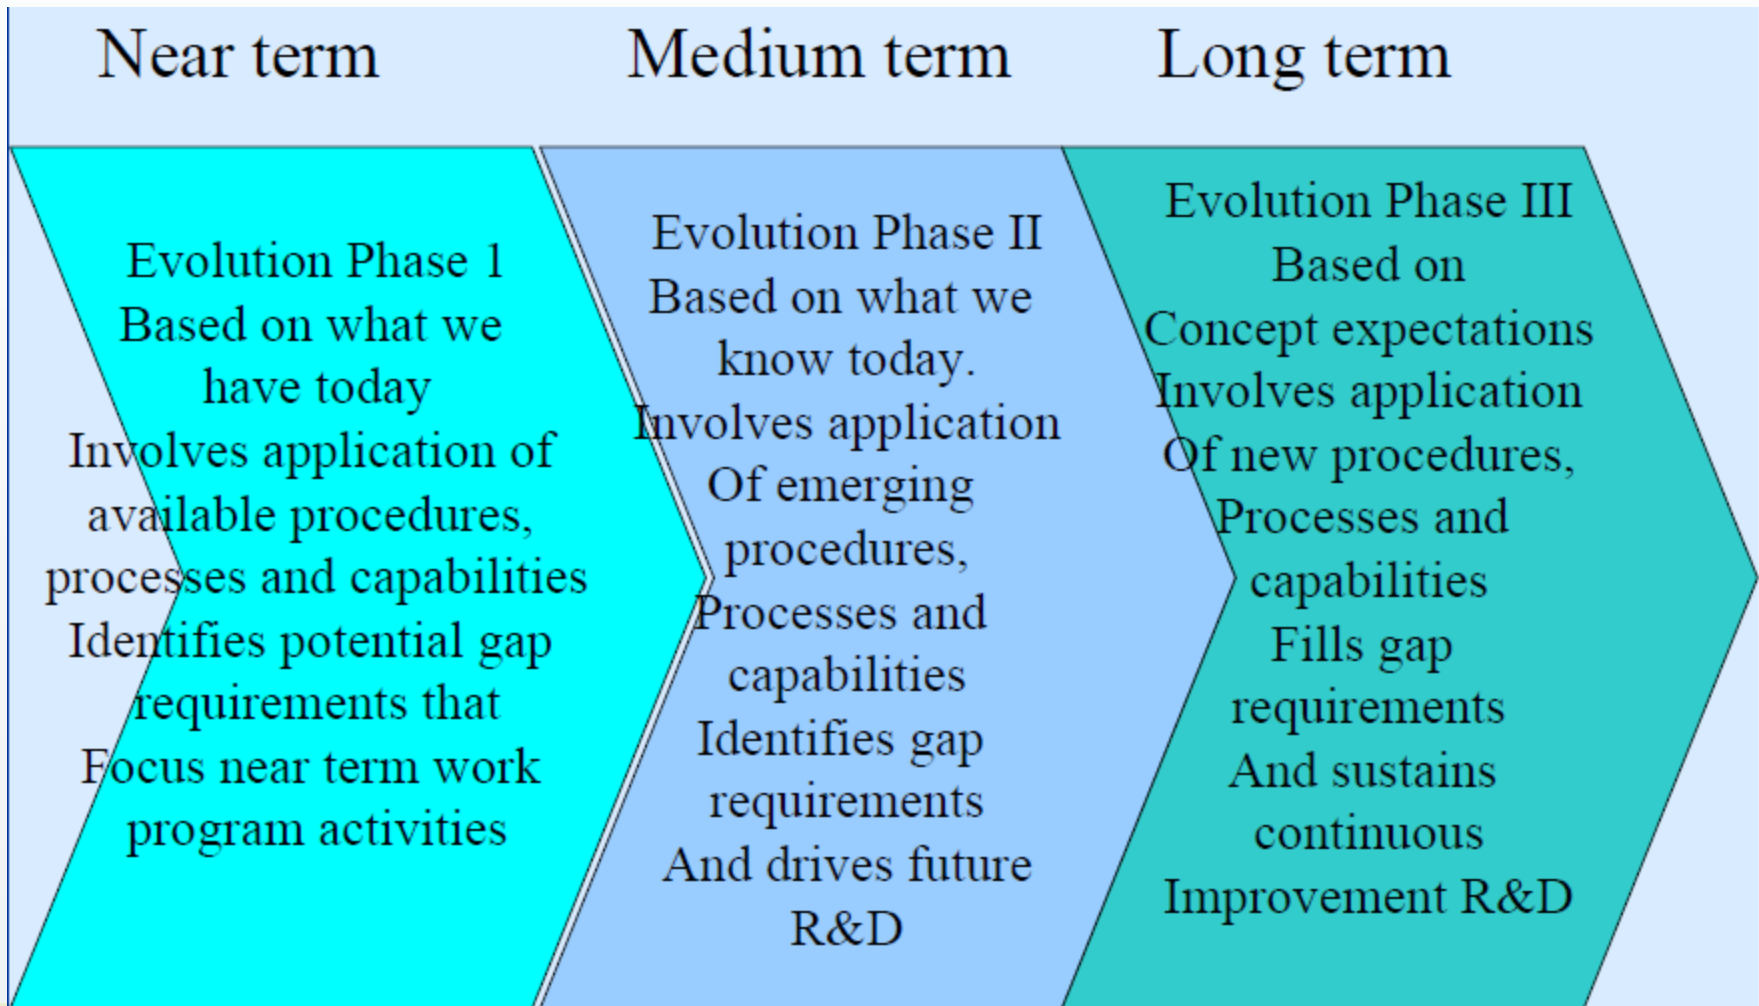 Near term
Medium term
Long term
Evolution Phase 1
Based on what we
have today
Involves application of
available procedures,
processes and capabilities
Identifies potential gap
requirements that
Focus near term work
program activities
Evolution Phase II
Based on what we
know today.
Involves application
Of emerging
procedures,
Processes and
capabilities
Identifies gap
requirements
And drives future
R&D
Evolution Phase III
Based on
Concept expectations
Involves application
Of new procedures,
Processes and
capabilities
Fills gap
requirements
And sustains
continuous
Improvement R&D